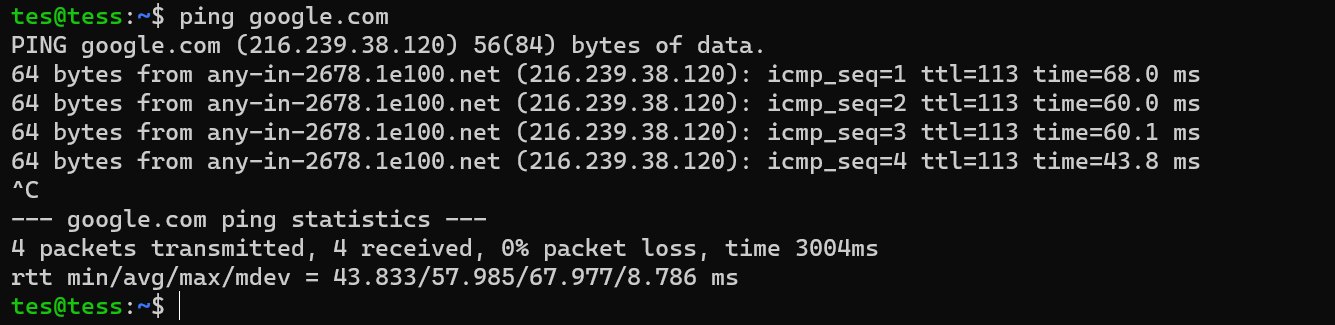 tes@tess:~$ ping google.com
PING google.com (216.239.38.120) 56(84) bytes of data.
64 bytes from any-in-2678.1e100.net (216.239.38.120): icmp_seq=1 ttl=113 time=68.0 ms
64 bytes from any-in-2678.1e100.net (216.239.38.120): icmp_seq=2 ttl=113 time=60.0 ms
64 bytes from any-in-2678.1e100.net (216.239.38.120): icmp_seq=3 ttl=113 time=60.1 ms
64 bytes from any-in-2678.1e100.net (216.239.38.120): icmp_seq=4 ttl=113 time=43.8 ms
^C
--- google.com ping statistics ---
4 packets transmitted, 4 received, 0% packet loss, time 3004ms
rtt min/avg/max/mdev = 43.833/57.985/67.977/8.786 ms
tes@tess:~$